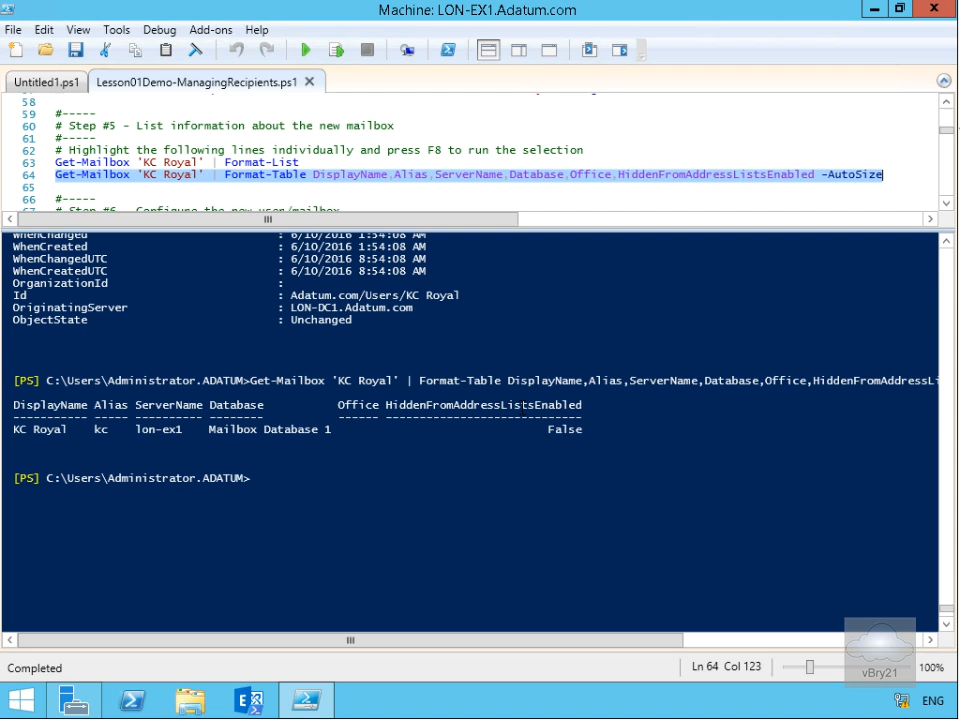 Machine: LON-EX1.Adatum.com
File Edit View Tools Debug Add-ons Help
Untitled1.ps1 Lesson01Demo-ManagingRecipients.ps1
58
59 #-----
60 # Step #5 - List information about the new mailbox
61 #-----
62 # Highlight the following lines individually and press F8 to run the selection
63 Get-Mailbox 'KC Royal' | Format-List
64 Get-Mailbox 'KC Royal' | Format-Table DisplayName,Alias,ServerName,Database,Office,HiddenFromAddressListsEnabled -AutoSize
65
66 #-----
67 # Step #6 - Configure the new user/mailbox
WhenChanged : 6/10/2016 1:54:08 AM
WhenCreated : 6/10/2016 1:54:08 AM
WhenChangedUTC : 6/10/2016 8:54:08 AM
WhenCreatedUTC : 6/10/2016 8:54:08 AM
OrganizationId :
Id : Adatum.com/Users/KC Royal
OriginatingServer : LON-DC1.Adatum.com
ObjectState : Unchanged
[PS] C:\Users\Administrator.ADATUM>Get-Mailbox 'KC Royal' | Format-Table DisplayName,Alias,ServerName,Database,Office,HiddenFromAddressLi
DisplayName Alias ServerName Database Office HiddenFromAddressListsEnabled
----------- ----- ---------- -------- ------ -----------------------------
KC Royal kc lon-ex1 Mailbox Database 1 False
[PS] C:\Users\Administrator.ADATUM>
Completed Ln 64 Col 123 100%
vBry21
ENG